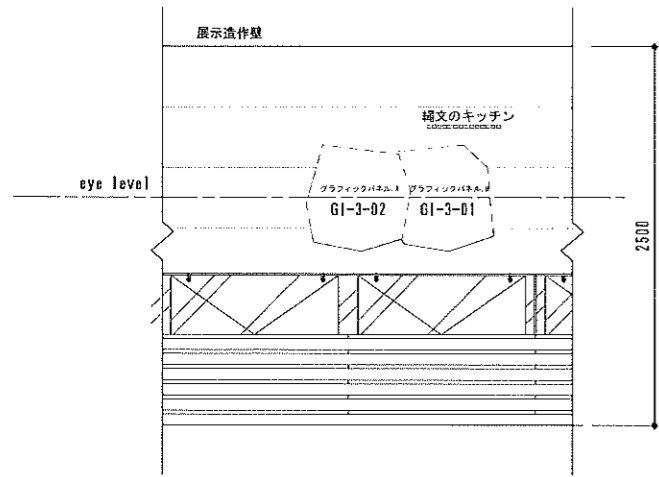 展示造作壁
縄文のキッチン
eye level
グラフィックパネル グラフィックパネル
GI-3-02 GI-3-01
2500